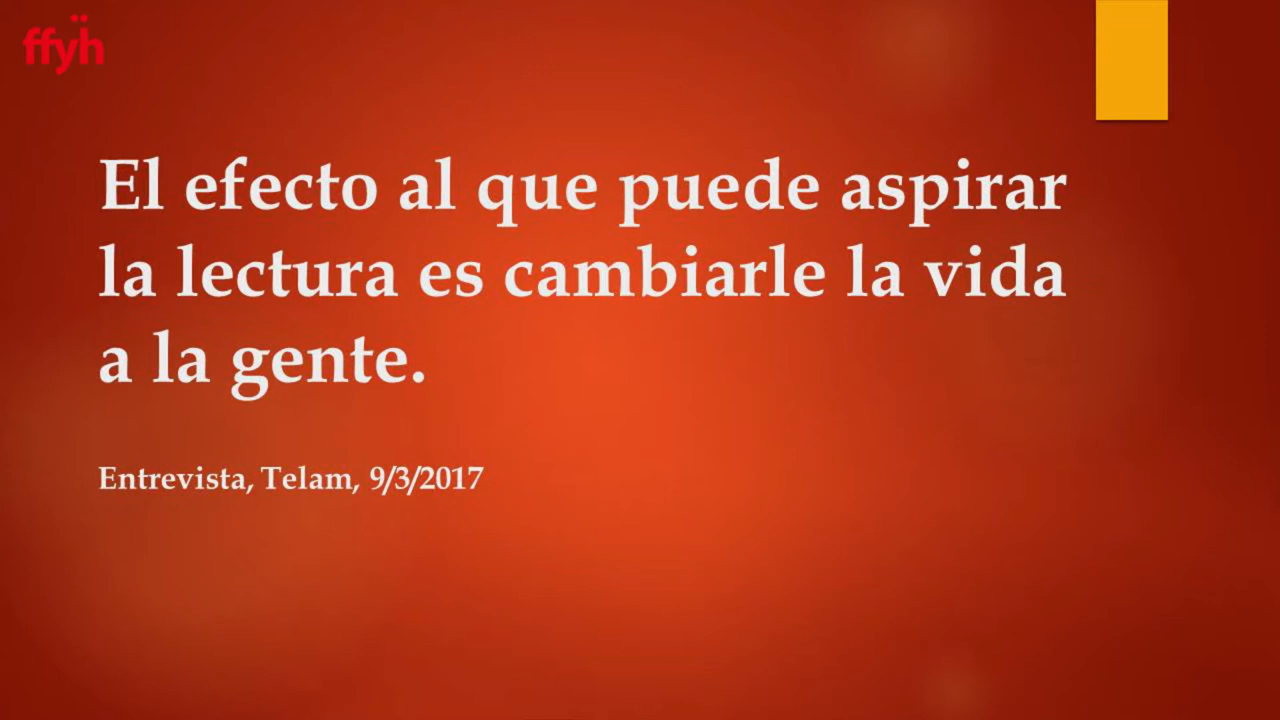 ffyh
El efecto al que puede aspirar
la lectura es cambiarle la vida
a la gente.
Entrevista, Telam, 9/3/2017